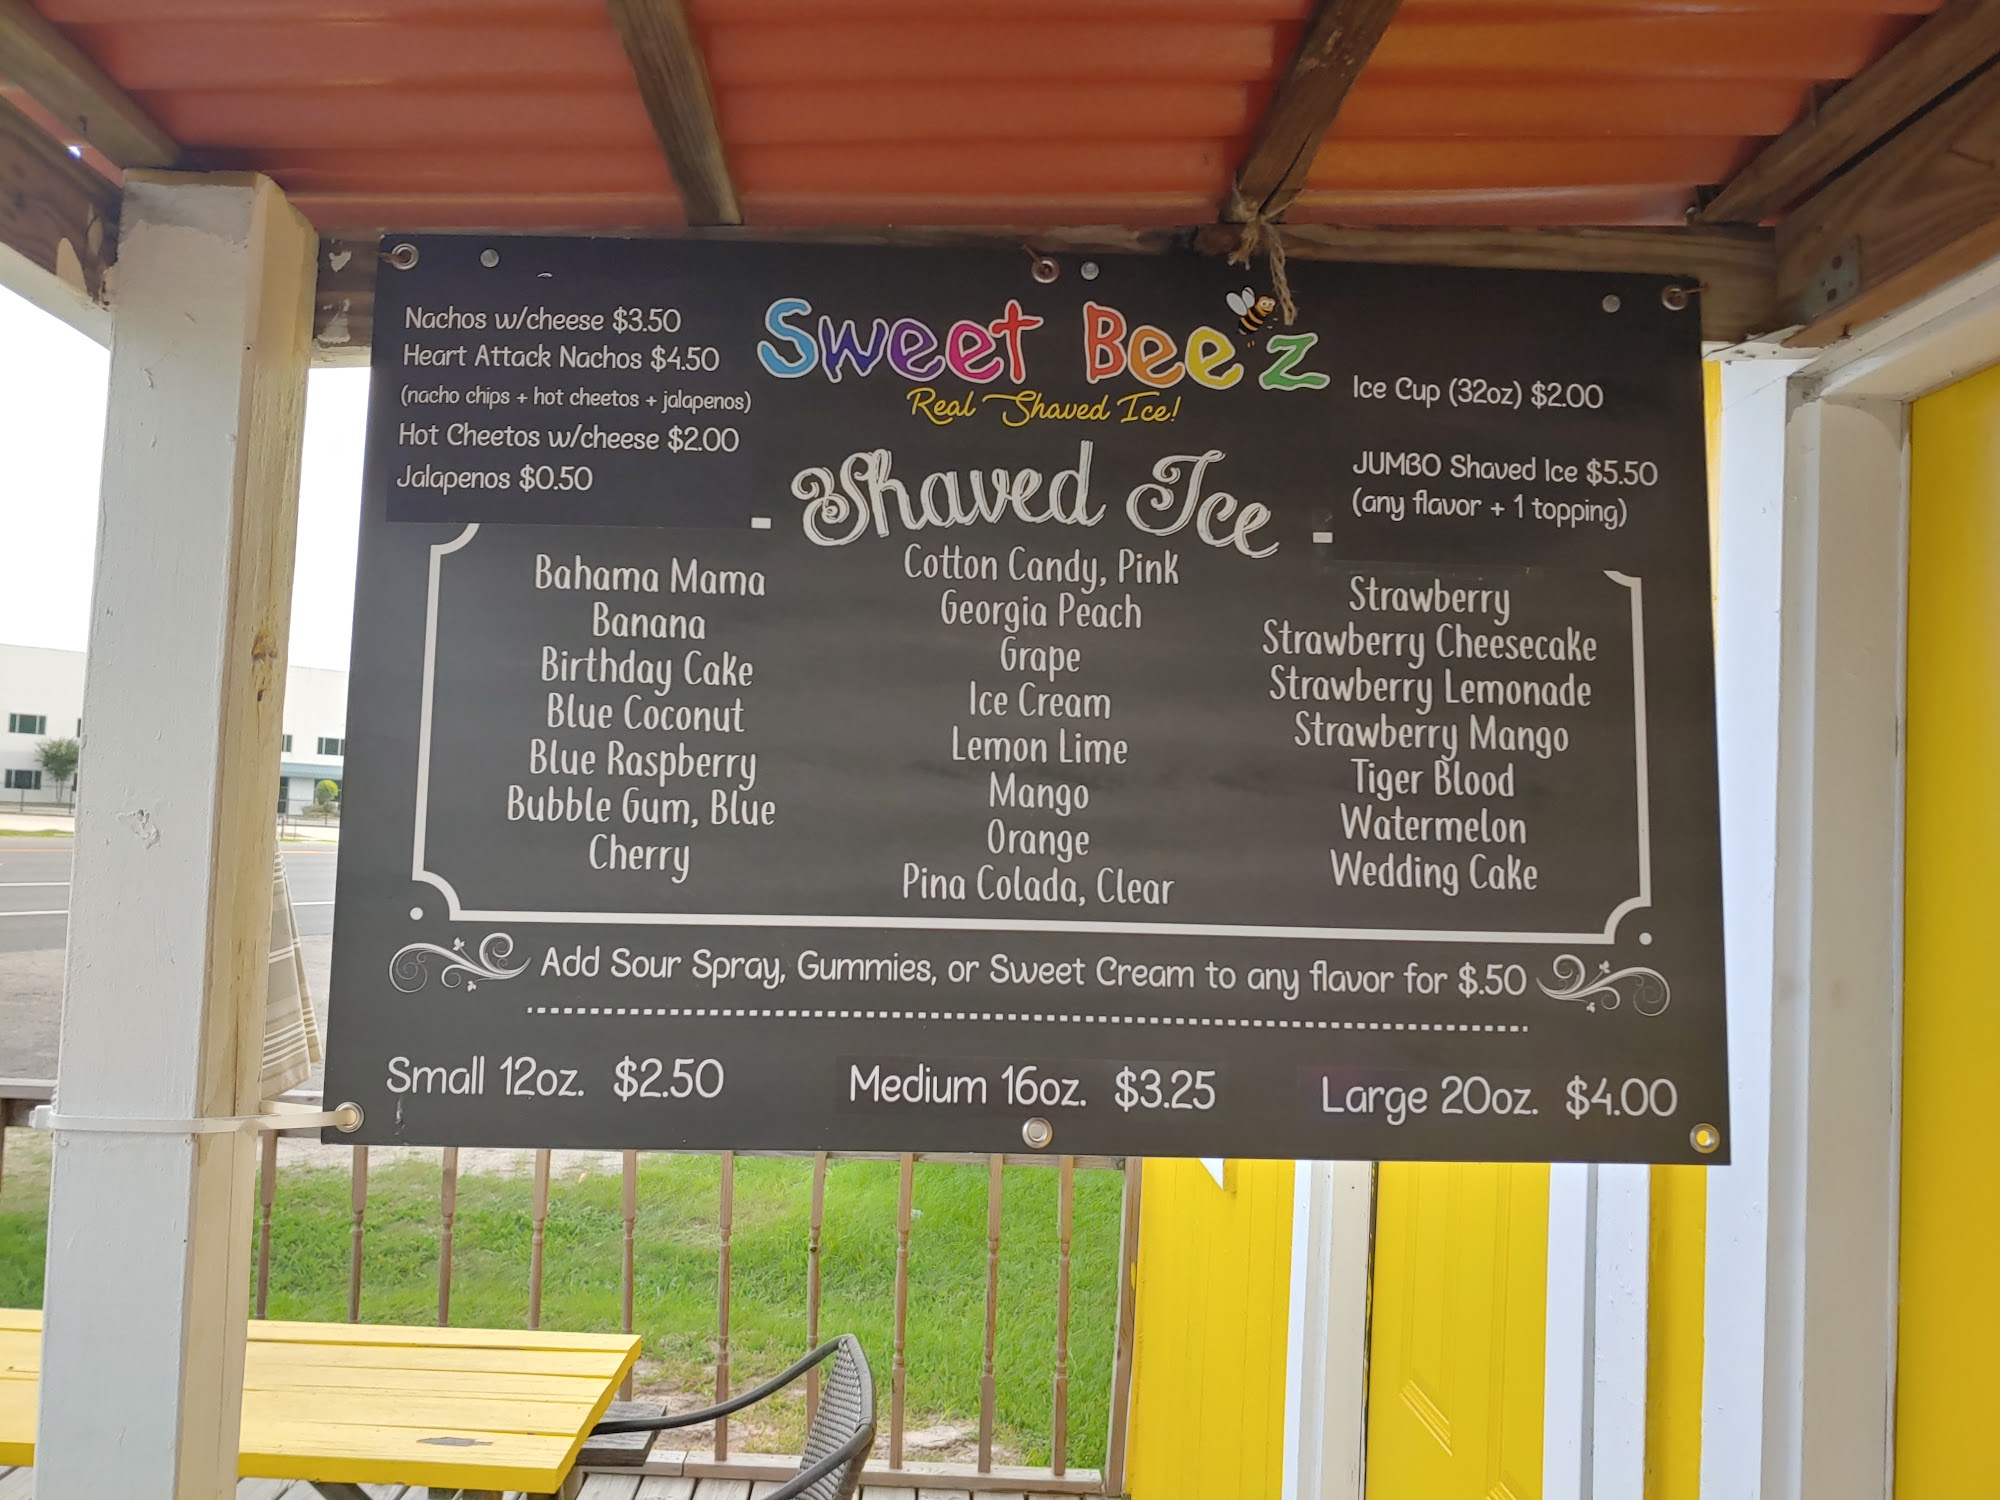 Nachos w/cheese $3.50
Heart Attack Nachos $4.50
(nacho chips + hot cheetos + jalapenos)
Hot Cheetos w/cheese $2.00
Jalapenos $0.50
Sweet Bee'z
Real Shaved Ice!
Ice Cup (32oz) $2.00
JUMBO Shaved Ice $5.50
(any flavor + 1 topping)
Shaved Ice
Bahama Mama
Banana
Birthday Cake
Blue Coconut
Blue Raspberry
Bubble Gum, Blue
Cherry
Cotton Candy, Pink
Georgia Peach
Grape
Ice Cream
Lemon Lime
Mango
Orange
Pina Colada, Clear
Strawberry
Strawberry Cheesecake
Strawberry Lemonade
Strawberry Mango
Tiger Blood
Watermelon
Wedding Cake
Add Sour Spray, Gummies, or Sweet Cream to any flavor for $.50
Small 12oz. $2.50
Medium 16oz. $3.25
Large 20oz. $4.00